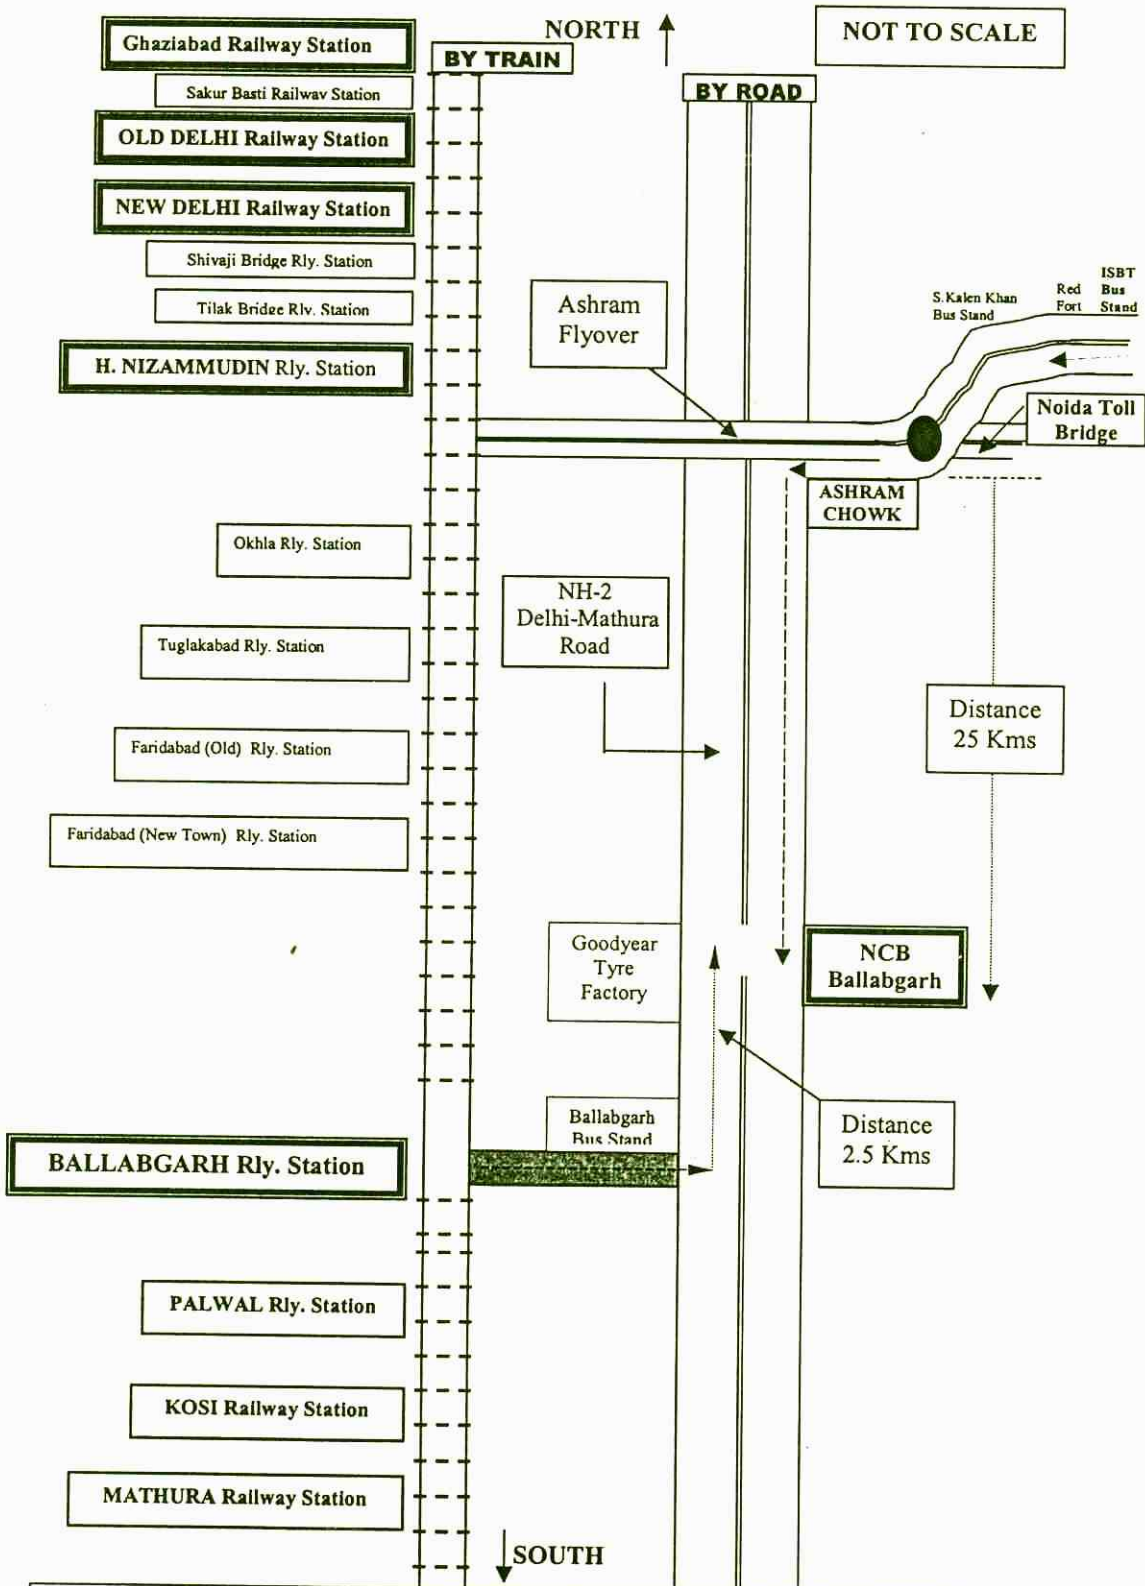 NORTH
NOT TO SCALE
Ghaziabad Railway Station
BY TRAIN
Sakur Basti Railway Station
BY ROAD
OLD DELHI Railway Station
NEW DELHI Railway Station
Shivaji Bridge Rly. Station
Tilak Bridge Rly. Station
H. NIZAMMUDIN Rly. Station
Ashram
Flyover
S.Kalen Khan
Bus Stand
Red
Fort
ISBT
Bus
Stand
Noida Toll
Bridge
ASHRAM
CHOWK
Okhla Rly. Station
NH-2
Delhi-Mathura
Road
Tuglakabad Rly. Station
Distance
25 Kms
Faridabad (Old) Rly. Station
Faridabad (New Town) Rly. Station
Goodyear
Tyre
Factory
NCB
Ballabgarh
Ballabgarh
Bus Stand
Distance
2.5 Kms
BALLABGARH Rly. Station
PALWAL Rly. Station
KOSI Railway Station
MATHURA Railway Station
SOUTH